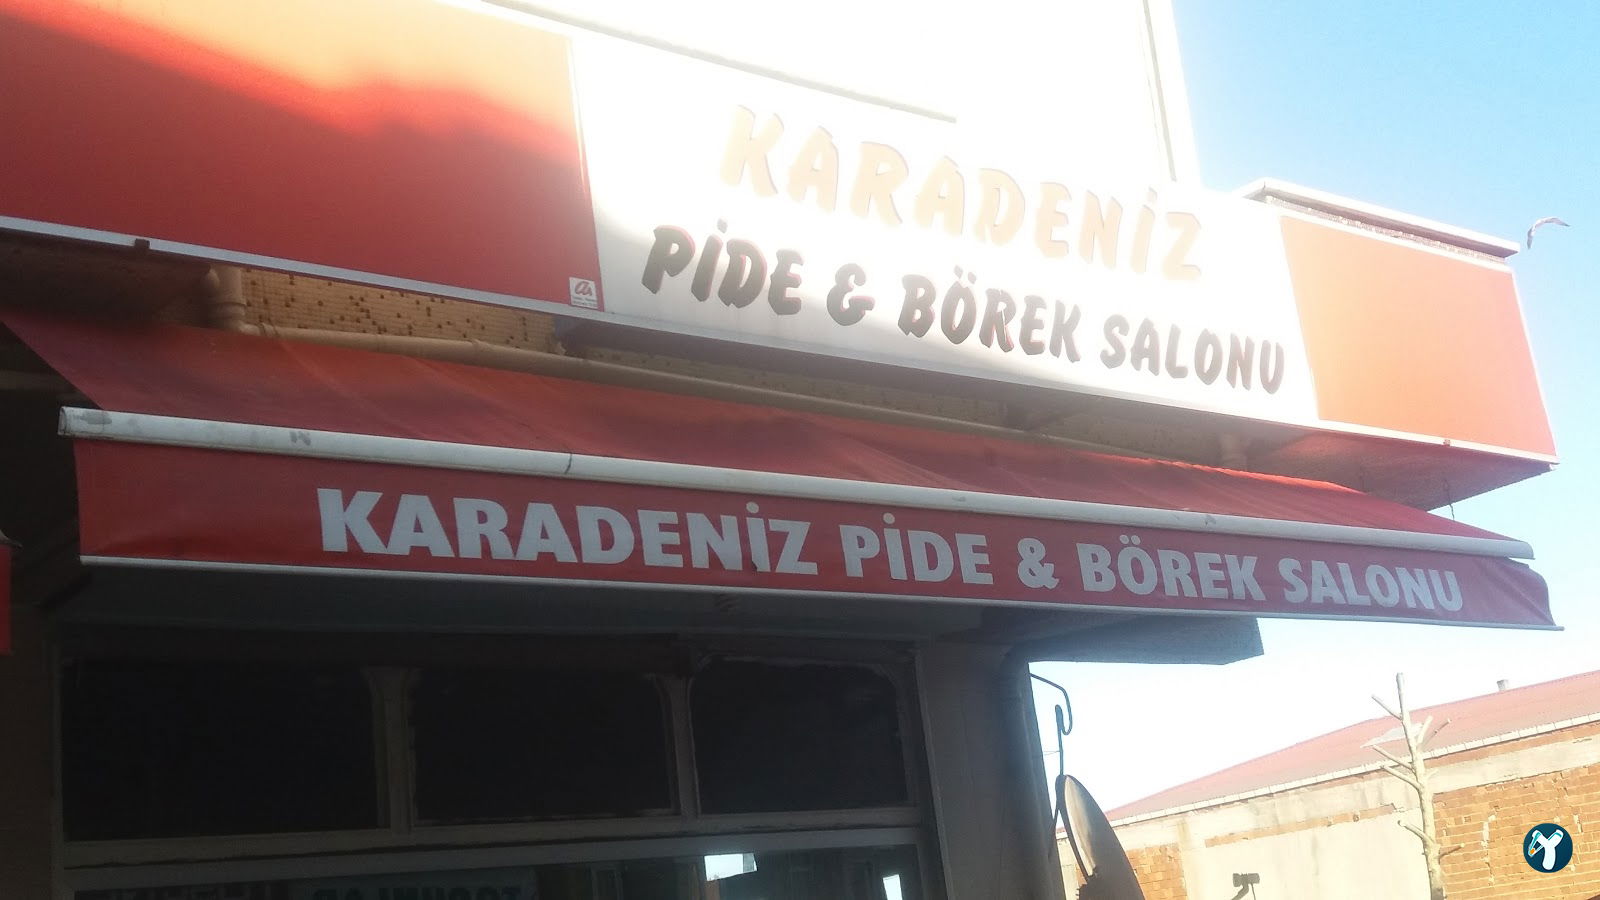 KARADENİZ
PİDE & BÖREK SALONU
KARADENİZ PİDE & BÖREK SALONU